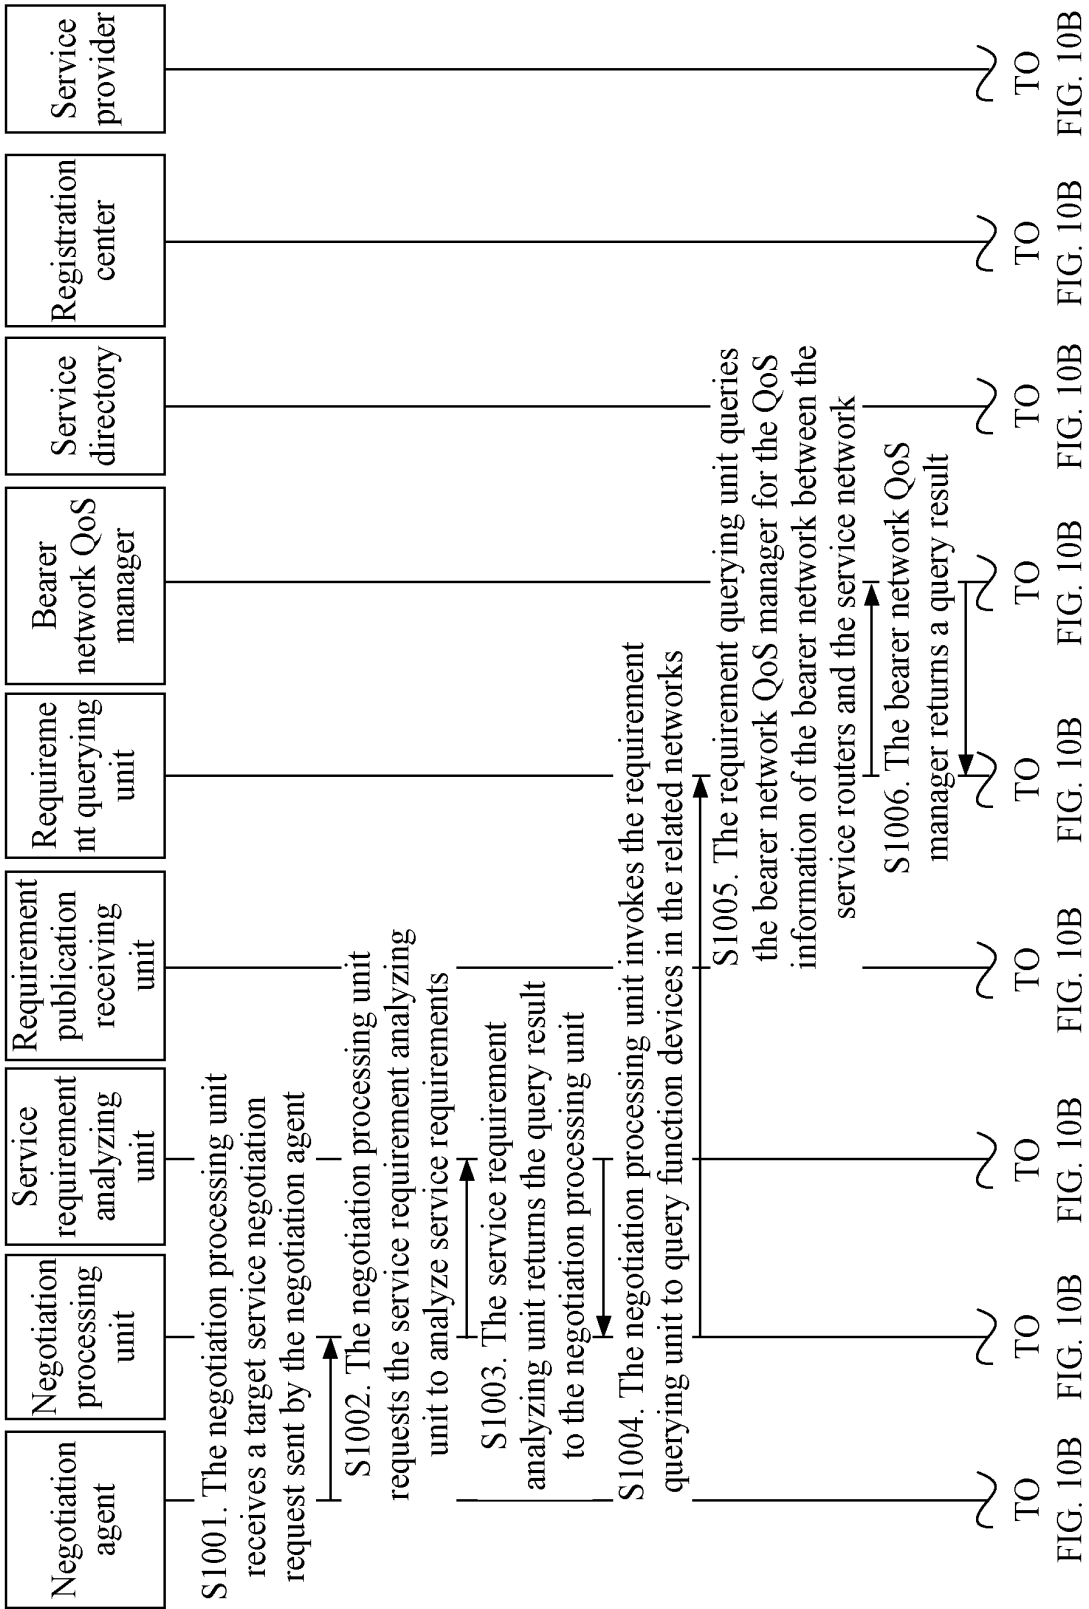 Negotiation
agent
Negotiation
processing
unit
Service
requirement
analyzing
unit
Requirement
publication
receiving
unit
Requireme
nt querying
unit
Bearer
network QoS
manager
Service
directory
Registration
center
Service
provider
S1001. The negotiation processing unit
receives a target service negotiation
request sent by the negotiation agent
S1002. The negotiation processing unit
requests the service requirement analyzing
unit to analyze service requirements
S1003. The service requirement
analyzing unit returns the query result
to the negotiation processing unit
S1004. The negotiation processing unit invokes the requirement
querying unit to query function devices in the related networks
S1005. The requirement querying unit queries
the bearer network QoS manager for the QoS
information of the bearer network between the
service routers and the service network
S1006. The bearer network QoS
manager returns a query result
TO
FIG. 10B
TO
FIG. 10B
TO
FIG. 10B
TO
FIG. 10B
TO
FIG. 10B
TO
FIG. 10B
TO
FIG. 10B
TO
FIG. 10B
TO
FIG. 10B